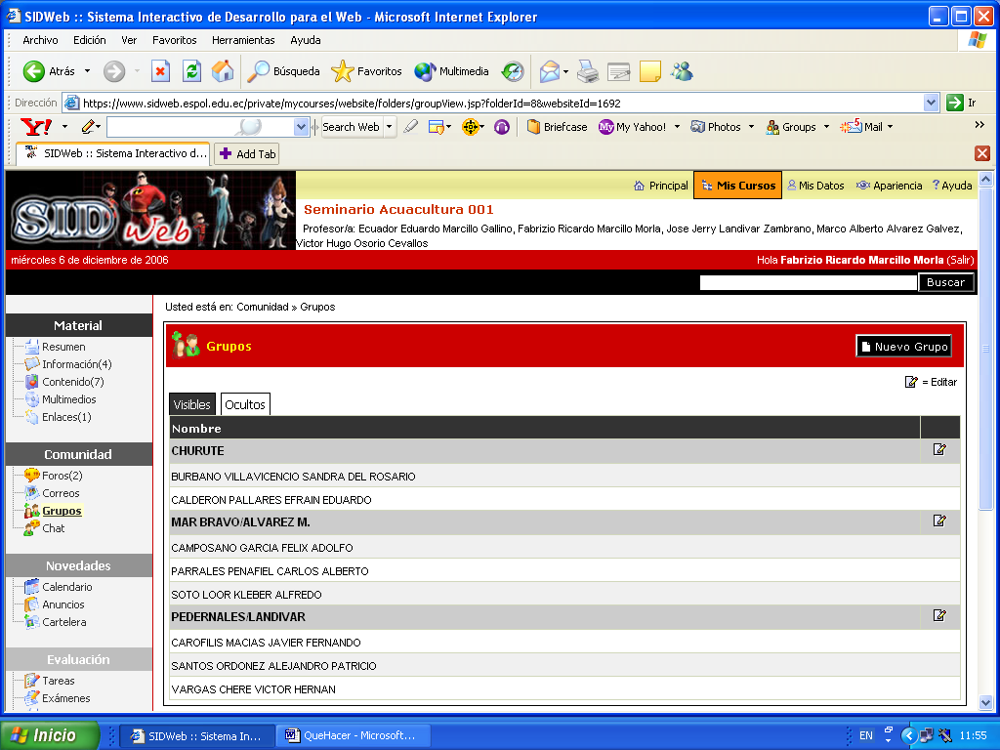 SIDWeb :: Sistema Interactivo de Desarrollo para el Web - Microsoft Internet Explorer
Archivo Edición Ver Favoritos Herramientas Ayuda
Atrás Búsqueda Favoritos Multimedia
Dirección https://www.sidweb.espol.edu.ec/private/mycourses/website/folders/groupView.jsp?folderId=8&websiteId=1692 Ir
Y! Search Web Briefcase My My Yahoo! Photos Groups 5 Mail »
SIDWeb :: Sistema Interactivo d... Add Tab
SID Web
Principal Mis Cursos Mis Datos Apariencia ? Ayuda
Seminario Acuacultura 001
Profesor/a: Ecuador Eduardo Marcillo Gallino, Fabrizio Ricardo Marcillo Morla, Jose Jerry Landivar Zambrano, Marco Alberto Alvarez Galvez,
Victor Hugo Osorio Cevallos
miércoles 6 de diciembre de 2006 Hola Fabrizio Ricardo Marcillo Morla (Salir)
Buscar
Usted está en: Comunidad » Grupos
Material
Resumen
Información(4)
Contenido(7)
Multimedios
Enlaces(1)
Comunidad
Foros(2)
Correos
Grupos
Chat
Novedades
Calendario
Anuncios
Cartelera
Evaluación
Tareas
Exámenes
Grupos
Nuevo Grupo
= Editar
Visibles Ocultos
Nombre
CHURUTE
BURBANO VILLAVICENCIO SANDRA DEL ROSARIO
CALDERON PALLARES EFRAIN EDUARDO
MAR BRAVO/ALVAREZ M.
CAMPOSANO GARCIA FELIX ADOLFO
PARRALES PENAFIEL CARLOS ALBERTO
SOTO LOOR KLEBER ALFREDO
PEDERNALES/LANDIVAR
CAROFILIS MACIAS JAVIER FERNANDO
SANTOS ORDONEZ ALEJANDRO PATRICIO
VARGAS CHERE VICTOR HERNAN
Inicio SIDWeb :: Sistema In... QueHacer - Microsoft... EN 11:55